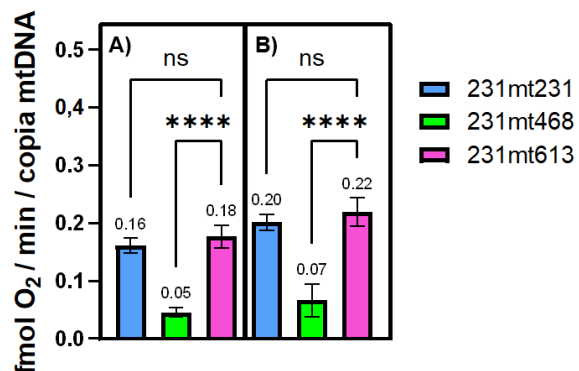 fmol O₂ / min / copia mtDNA
0.5
0,4
0.3
0.2
0.1
0.0
A)
ns
****
0.16
0.05
0.18
B)
ns
****
0.20
0.07
0.22
231mt231
231mt468
231mt613